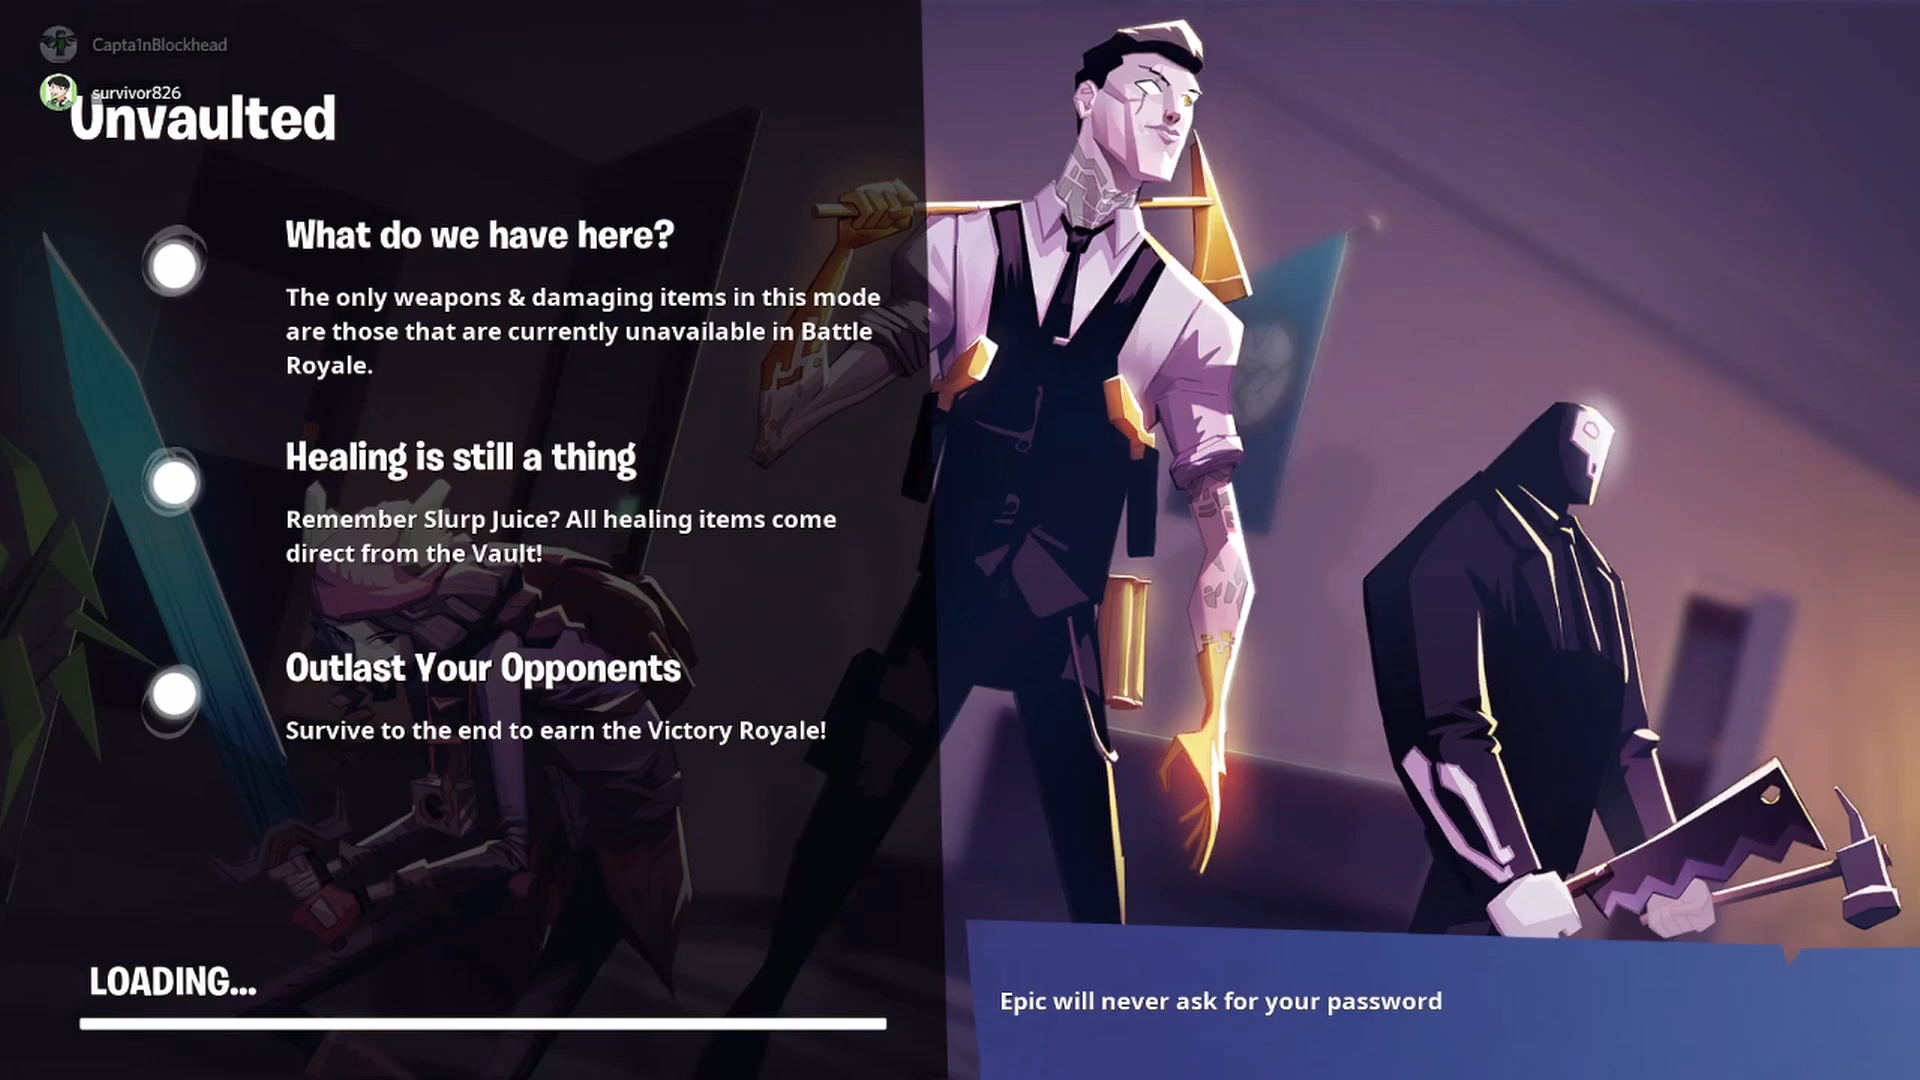 Capta1nBlockhead
survivor826
Unvaulted
What do we have here?
The only weapons & damaging items in this mode
are those that are currently unavailable in Battle
Royale.
Healing is still a thing
Remember Slurp Juice? All healing items come
direct from the Vault!
Outlast Your Opponents
Survive to the end to earn the Victory Royale!
LOADING...
Epic will never ask for your password